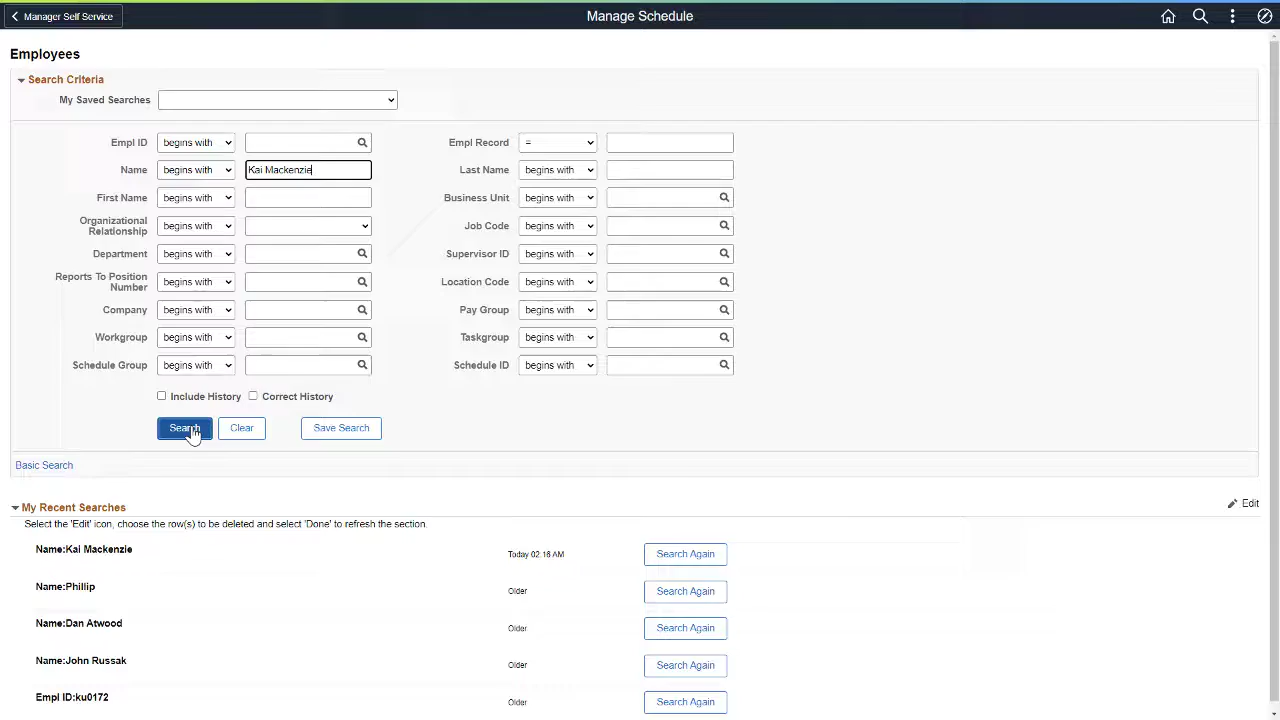 Manager Self Service
Manage Schedule
Employees
Search Criteria
My Saved Searches
Empl ID begins with Empl Record =
Name begins with Kai Mackenzie Last Name begins with
First Name begins with Business Unit begins with
Organizational
Relationship begins with Job Code begins with
Department begins with Supervisor ID begins with
Reports To Position
Number begins with Location Code begins with
Company begins with Pay Group begins with
Workgroup begins with Taskgroup begins with
Schedule Group begins with Schedule ID begins with
Include History Correct History
Search Clear Save Search
Basic Search
My Recent Searches Edit
Select the 'Edit' icon, choose the row(s) to be deleted and select 'Done' to refresh the section.
Name:Kai Mackenzie Today 02.16 AM Search Again
Name:Phillip Older Search Again
Name:Dan Atwood Older Search Again
Name:John Russak Older Search Again
Empl ID:ku0172 Older Search Again